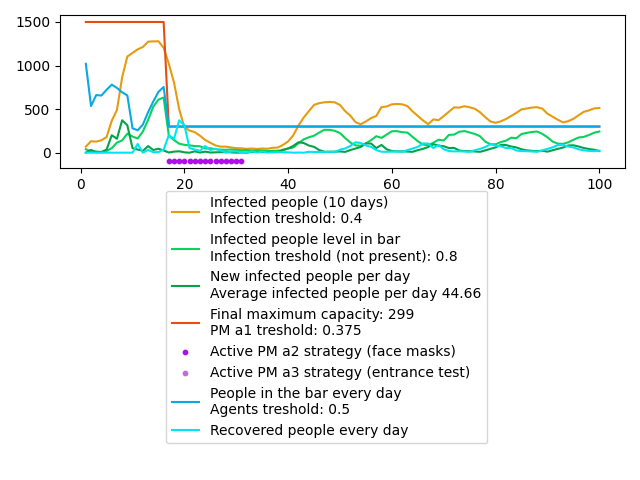 1500
1000
500
0
0
20
40
60
80
100
Infected people (10 days)
Infection treshold: 0.4
Infected people level in bar
Infection treshold (not present): 0.8
New infected people per day
Average infected people per day 44.66
Final maximum capacity: 299
PM a1 treshold: 0.375
Active PM a2 strategy (face masks)
Active PM a3 strategy (entrance test)
People in the bar every day
Agents treshold: 0.5
Recovered people every day